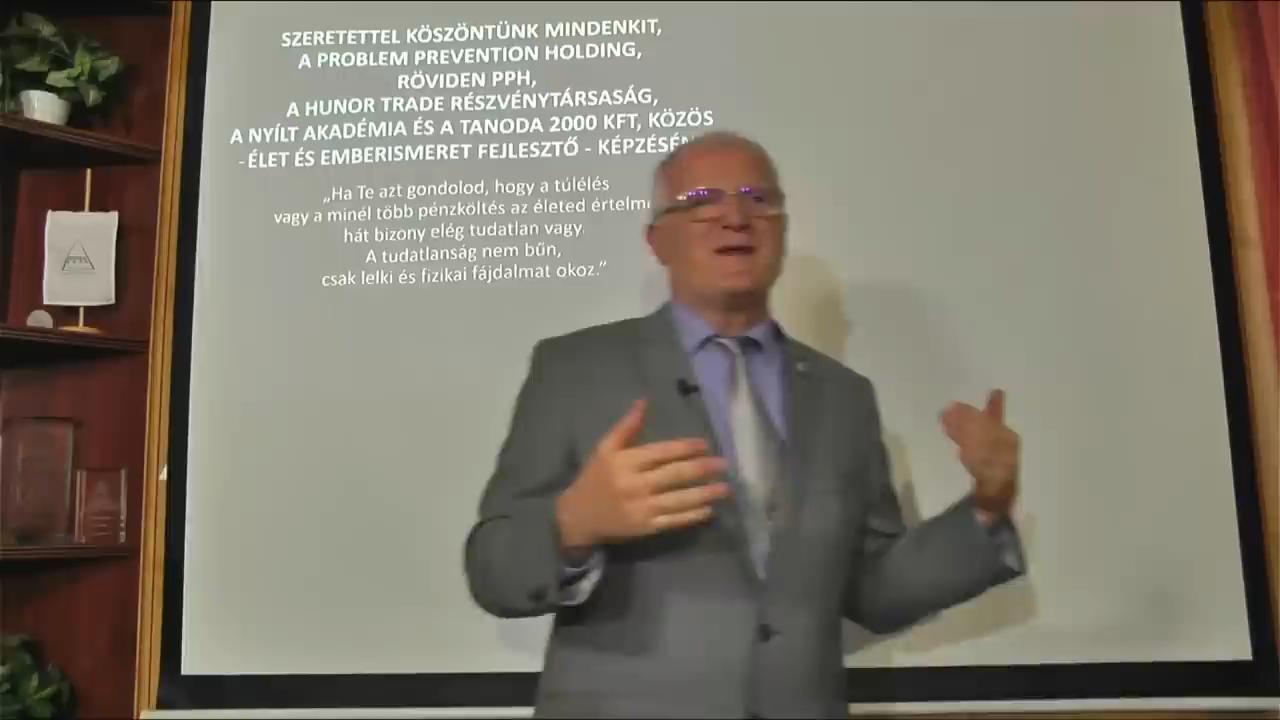 SZERETETTEL KÖSZÖNTÜNK MINDENKIT,
A PROBLEM PREVENTION HOLDING,
RÖVIDEN PPH,
A HUNOR TRADE RÉSZVÉNYTÁRSASÁG,
A NYÍLT AKADÉMIA ÉS A TANODA 2000 KFT, KÖZÖS
- ÉLET ÉS EMBERISMERET FEJLESZTŐ - KÉPZÉSÉN
„Ha Te azt gondolod, hogy a túlélés
vagy a minél több pénzköltés az életed
hát bizony elég tudatlan vagy.
A tudatlanság nem bűn,
csak lelki és fizikai fájdalmat okoz.”